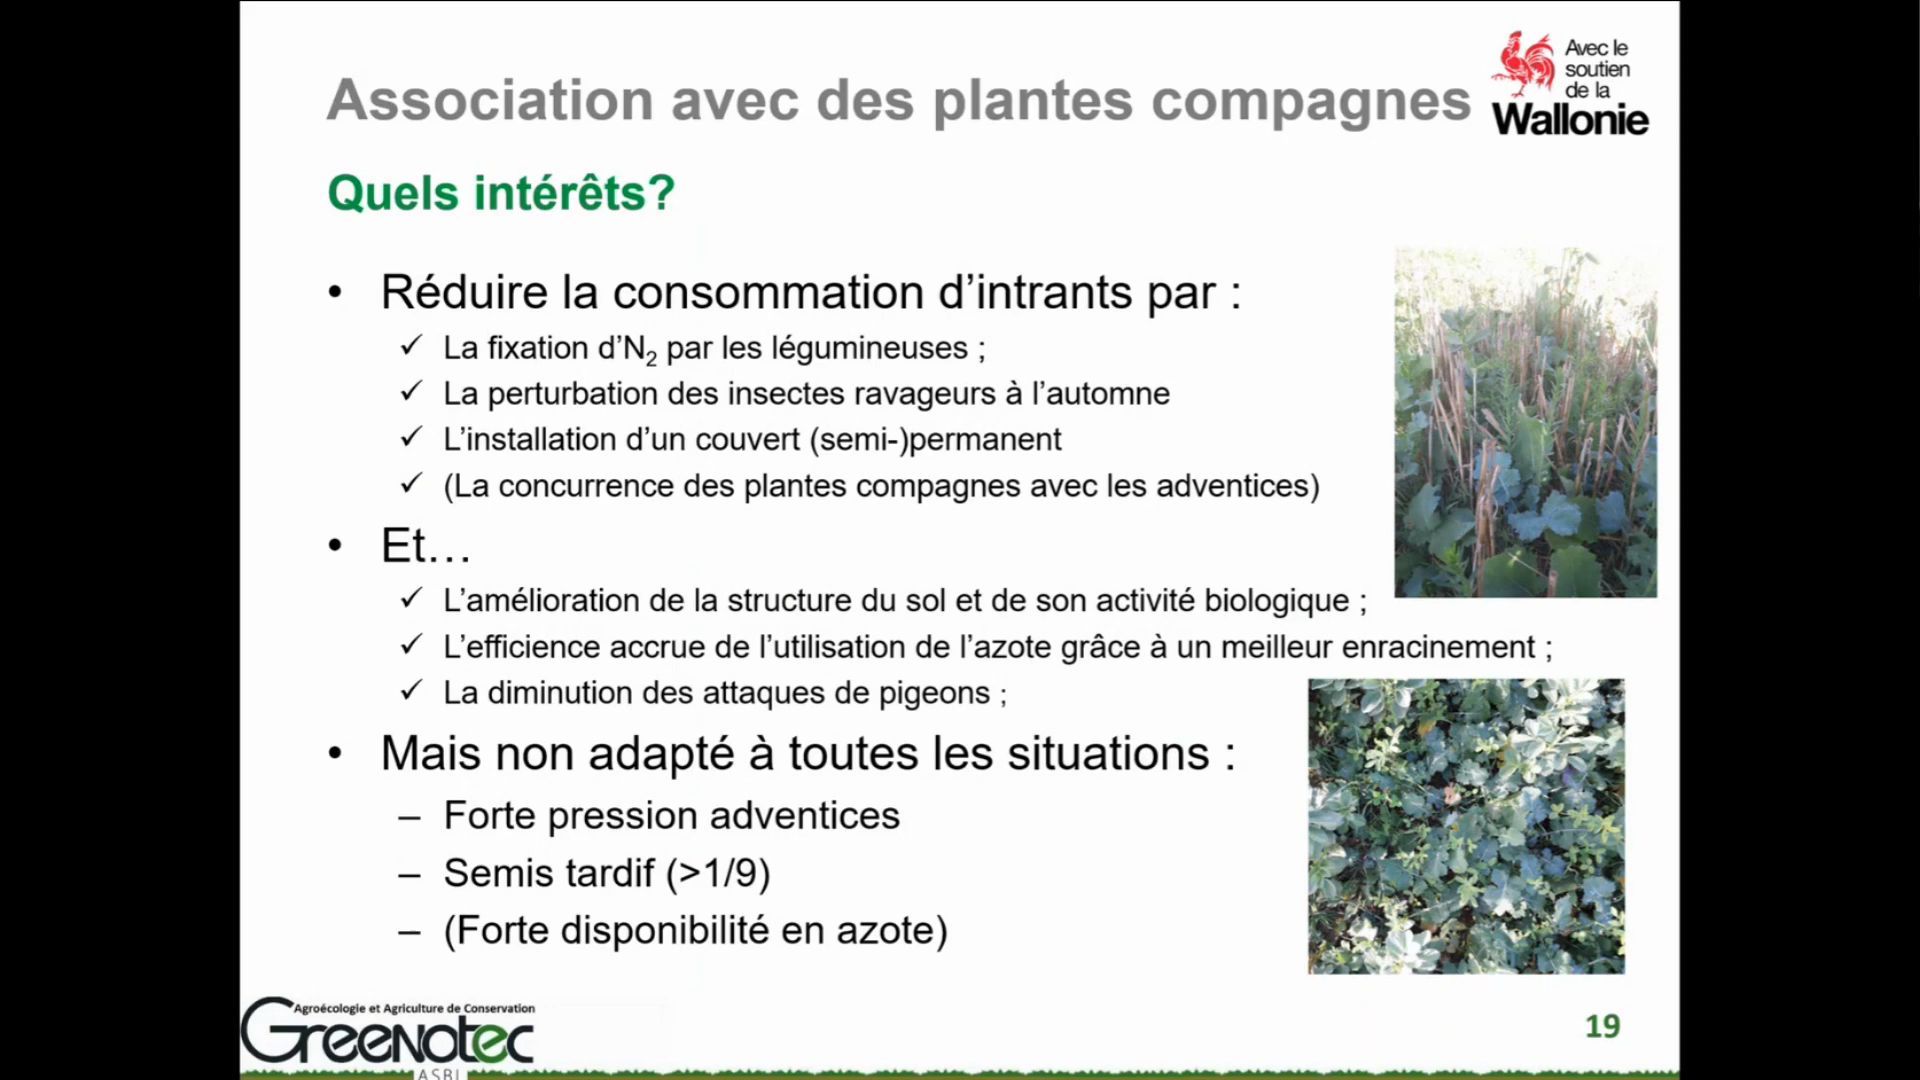 Association avec des plantes compagnes
Avec le
soutien
de la
Wallonie
Quels intérêts?
• Réduire la consommation d’intrants par :
✓ La fixation d’N₂ par les légumineuses ;
✓ La perturbation des insectes ravageurs à l’automne
✓ L’installation d’un couvert (semi-)permanent
✓ (La concurrence des plantes compagnes avec les adventices)
• Et…
✓ L’amélioration de la structure du sol et de son activité biologique ;
✓ L’efficience accrue de l’utilisation de l’azote grâce à un meilleur enracinement ;
✓ La diminution des attaques de pigeons ;
• Mais non adapté à toutes les situations :
– Forte pression adventices
– Semis tardif (>1/9)
– (Forte disponibilité en azote)
Agroécologie et Agriculture de Conservation
Greenotec
ASBL
19